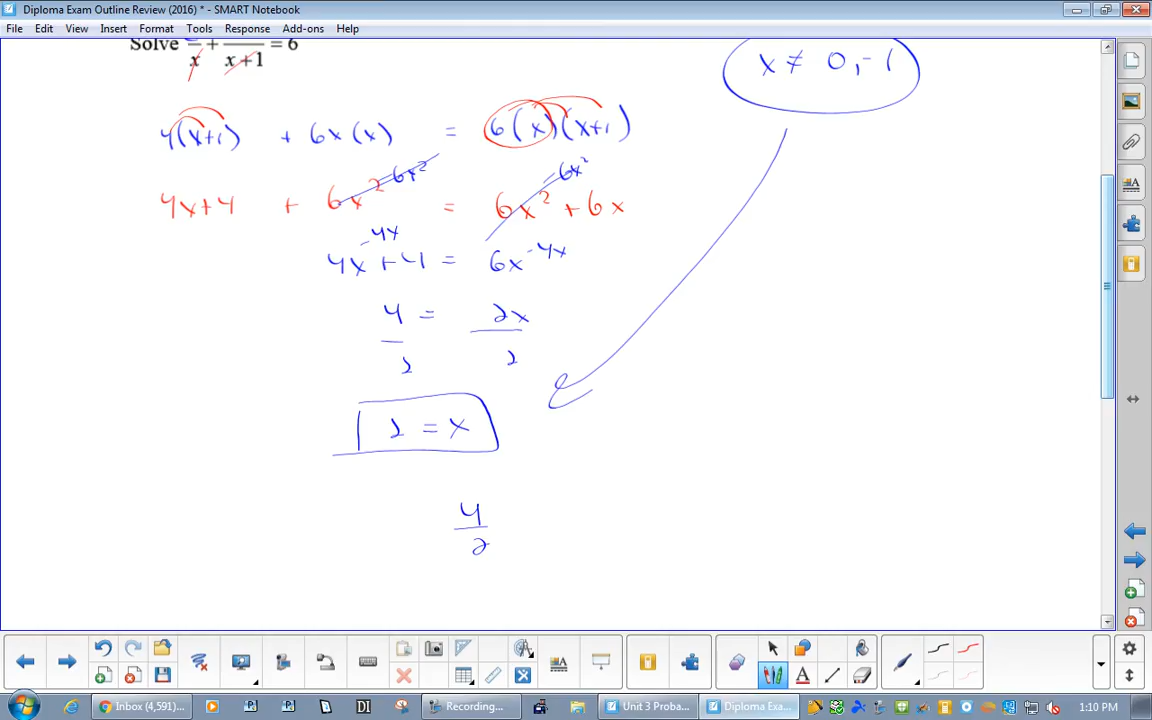 Diploma Exam Outline Review (2016) * - SMART Notebook
File Edit View Insert Format Tools Response Add-ons Help
Solve — + — = 6
x x + 1
x ≠ 0, -1
4(x+1) + 6x(x) = 6(x)(x+1)
4x+4 + 6x² -6x² = 6x² + 6x -6x²
4x -4x + 4 = 6x -4x
4/2 = 2x/2
2 = x
4/2
Inbox (4,591)...
Recording...
Unit 3 Proba...
Diploma Exa...
1:10 PM